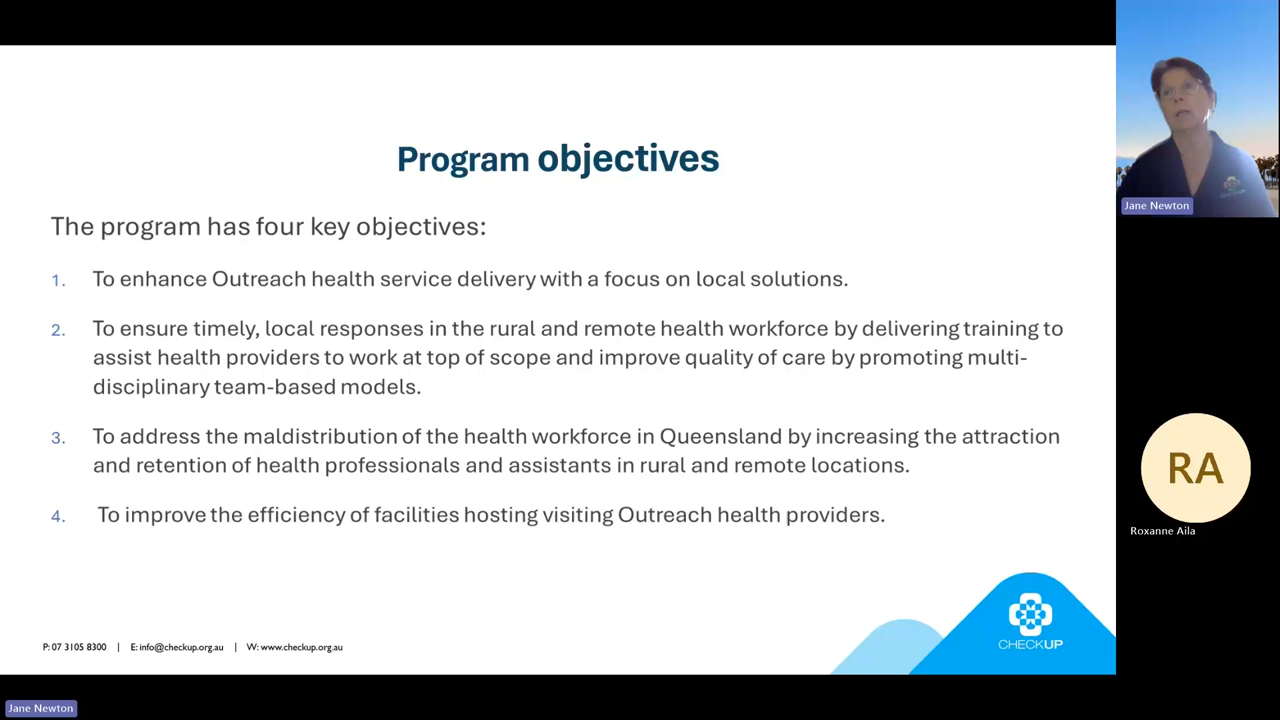 Program objectives
The program has four key objectives:
1. To enhance Outreach health service delivery with a focus on local solutions.
2. To ensure timely, local responses in the rural and remote health workforce by delivering training to
assist health providers to work at top of scope and improve quality of care by promoting multi-
disciplinary team-based models.
3. To address the maldistribution of the health workforce in Queensland by increasing the attraction
and retention of health professionals and assistants in rural and remote locations.
4. To improve the efficiency of facilities hosting visiting Outreach health providers.
P: 07 3105 8300 | E: info@checkup.org.au | W: www.checkup.org.au
CHECKUP
Jane Newton
RA
Roxanne Aila
Jane Newton